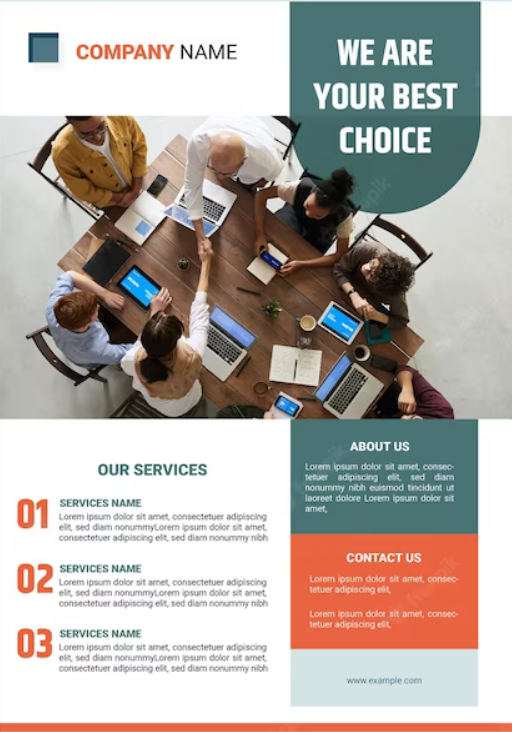 COMPANY NAME
WE ARE
YOUR BEST
CHOICE
OUR SERVICES
01
SERVICES NAME
Lorem ipsum dolor sit amet, consectetuer adipiscing
elit, sed diam nonummyLorem ipsum dolor sit amet,
consectetuer adipiscing elit, sed diam nonummy nibh
02
SERVICES NAME
Lorem ipsum dolor sit amet, consectetuer adipiscing
elit, sed diam nonummyLorem ipsum dolor sit amet,
consectetuer adipiscing elit, sed diam nonummy nibh
03
SERVICES NAME
Lorem ipsum dolor sit amet, consectetuer adipiscing
elit, sed diam nonummyLorem ipsum dolor sit amet,
consectetuer adipiscing elit, sed diam nonummy nibh
ABOUT US
Lorem ipsum dolor sit amet, consec-
tetuer adipiscing elit, sed diam
nonummy nibh euismod tincidunt ut
laoreet dolore Lorem ipsum dolor sit
amet,
CONTACT US
Lorem ipsum dolor sit amet, consec-
tetuer adipiscing elit,
Lorem ipsum dolor sit amet, consec-
tetuer adipiscing elit,
www.example.com